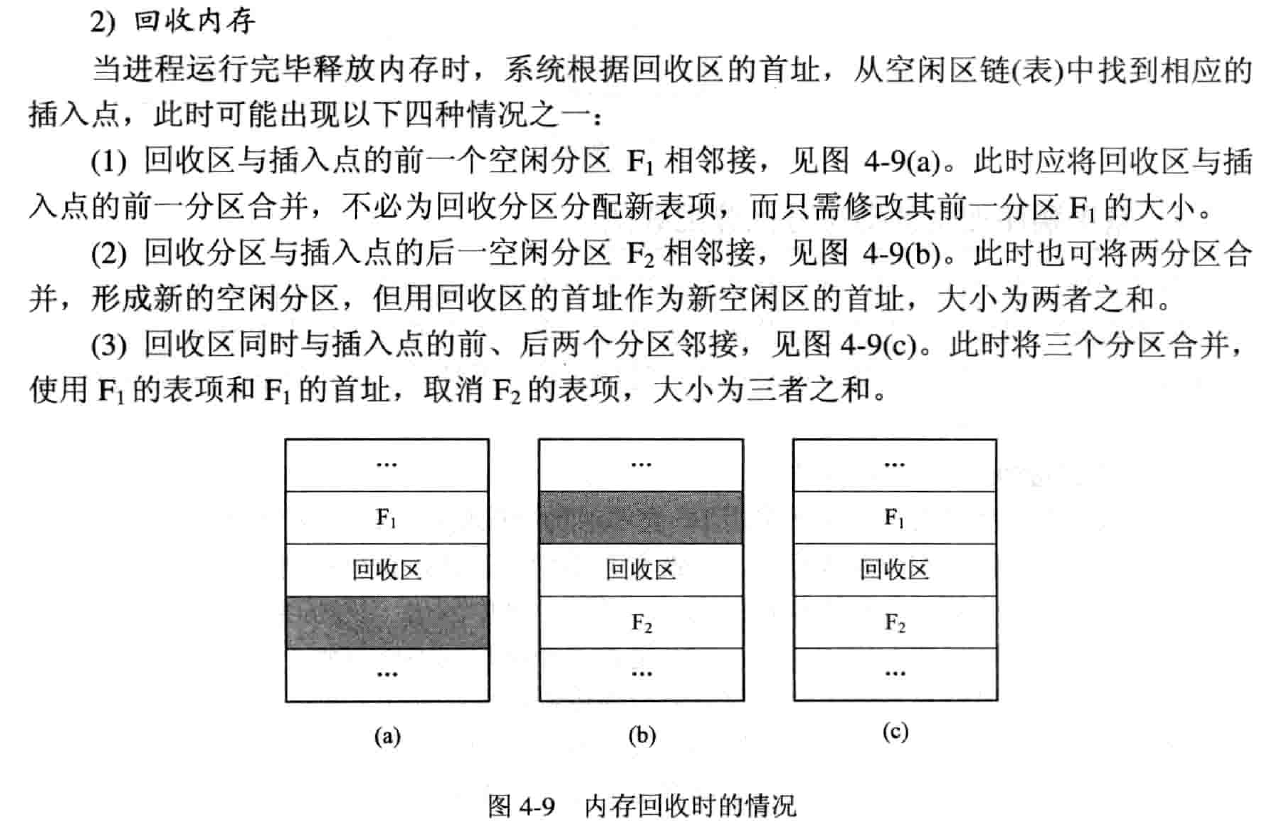 2) 回收内存
当进程运行完毕释放内存时，系统根据回收区的首址，从空闲区链(表)中找到相应的
插入点，此时可能出现以下四种情况之一：
(1) 回收区与插入点的前一个空闲分区 F₁ 相邻接，见图 4-9(a)。此时应将回收区与插
入点的前一分区合并，不必为回收分区分配新表项，而只需修改其前一分区 F₁ 的大小。
(2) 回收分区与插入点的后一空闲分区 F₂ 相邻接，见图 4-9(b)。此时也可将两分区合
并，形成新的空闲分区，但用回收区的首址作为新空闲区的首址，大小为两者之和。
(3) 回收区同时与插入点的前、后两个分区邻接，见图 4-9(c)。此时将三个分区合并，
使用 F₁ 的表项和 F₁ 的首址，取消 F₂ 的表项，大小为三者之和。
…
F₁
回收区
…
(a)
…
回收区
F₂
…
(b)
…
F₁
回收区
F₂
…
(c)
图 4-9 内存回收时的情况